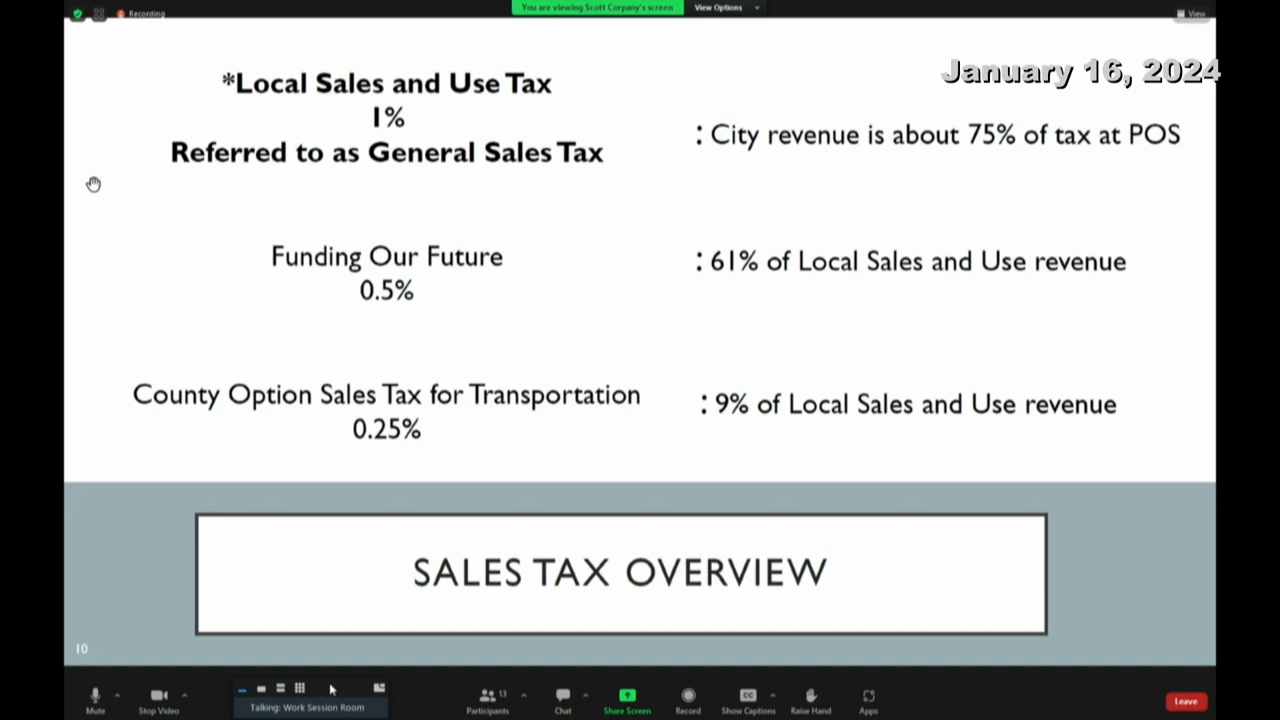 Recording
You are viewing Scott Corpany's screen
View Options
View
January 16, 2024
*Local Sales and Use Tax
1%
Referred to as General Sales Tax
: City revenue is about 75% of tax at POS
Funding Our Future
0.5%
: 61% of Local Sales and Use revenue
County Option Sales Tax for Transportation
0.25%
: 9% of Local Sales and Use revenue
SALES TAX OVERVIEW
10
Mute
Stop Video
Talking: Work Session Room
Participants
13
Chat
Share Screen
Record
CC
Show Captions
Raise Hand
Apps
Leave